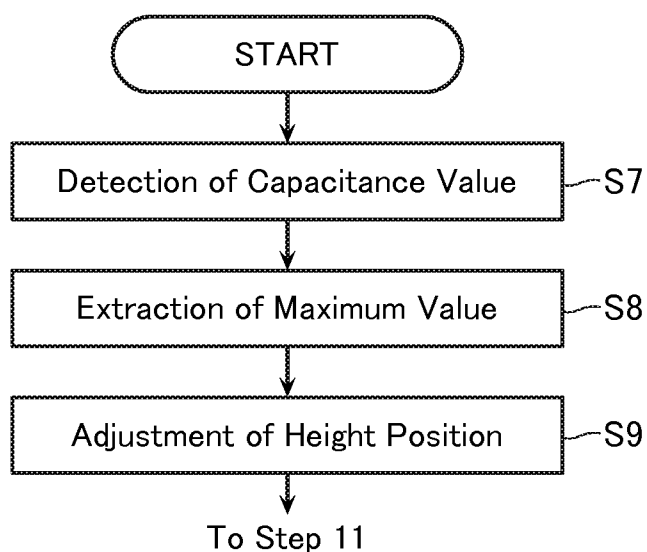 START
Detection of Capacitance Value
S7
Extraction of Maximum Value
S8
Adjustment of Height Position
S9
To Step 11